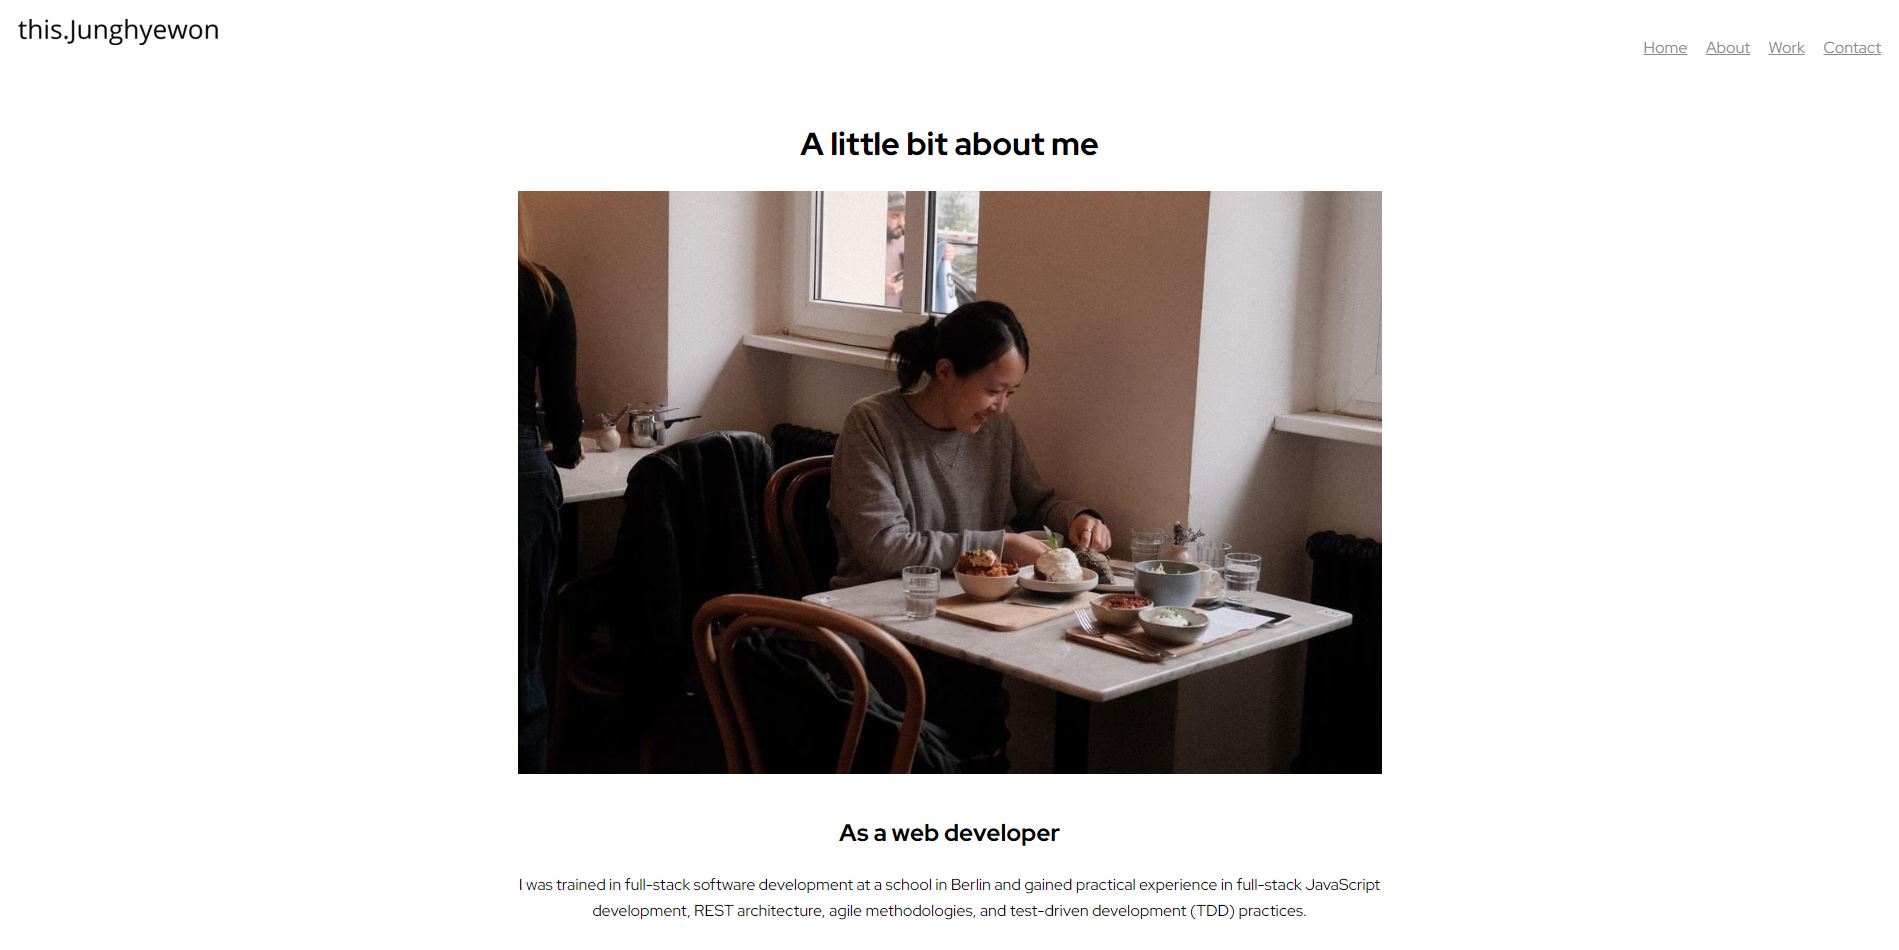 this.Junghyewon
Home About Work Contact
A little bit about me
As a web developer
I was trained in full-stack software development at a school in Berlin and gained practical experience in full-stack JavaScript
development, REST architecture, agile methodologies, and test-driven development (TDD) practices.